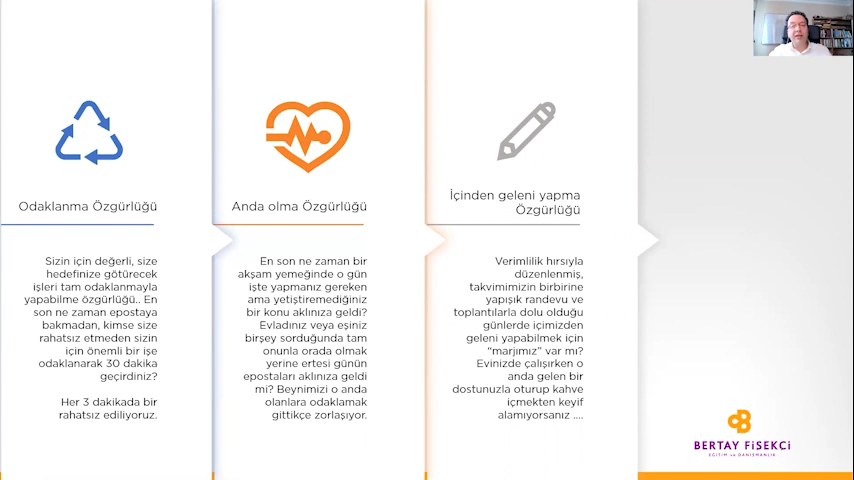 Odaklanma Özgürlüğü
Sizin için değerli, size
hedefinize götürecek
işleri tam odaklanmayla
yapabilme özgürlüğü.. En
son ne zaman epostaya
bakmadan, kimse size
rahatsız etmeden sizin
için önemli bir işe
odaklanarak 30 dakika
geçirdiniz?
Her 3 dakikada bir
rahatsız ediliyoruz.
Anda olma Özgürlüğü
En son ne zaman bir
akşam yemeğinde o gün
işte yapmanız gereken
ama yetiştiremediğiniz
bir konu aklınıza geldi?
Evladınız veya eşiniz
birşey sorduğunda tam
onunla orada olmak
yerine ertesi günün
epostaları aklınıza geldi
mi? Beynimizi o anda
olanlara odaklamak
gittikçe zorlaşıyor.
İçinden geleni yapma
Özgürlüğü
Verimlilik hırsıyla
düzenlenmiş,
takvimimizin birbirine
yapışık randevu ve
toplantılarla dolu olduğu
günlerde içimizden
geleni yapabilmek için
"marjımız" var mı?
Evinizde çalışırken o
anda gelen bir
dostunuzla oturup kahve
içmekten keyif
alamıyorsanız ....
BERTAY FiSEKÇi
EĞİTİM ve DANIŞMANLIK